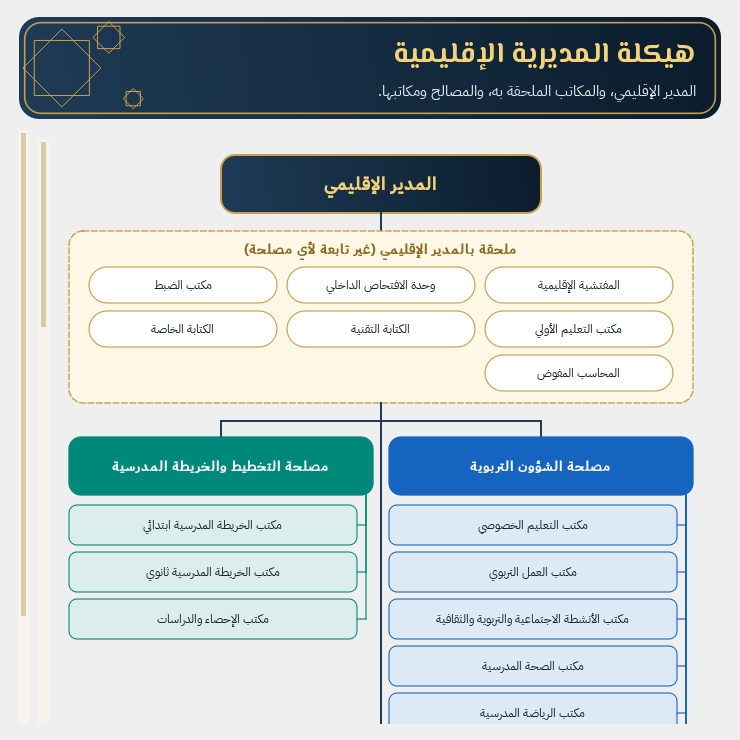 هيكلة المديرية الإقليمية
المدير الإقليمي، والمكاتب الملحقة به، والمصالح ومكاتبها.
المدير الإقليمي
ملحقة بالمدير الإقليمي (غير تابعة لأي مصلحة)
المفتشية الإقليمية
وحدة الافتحاص الداخلي
مكتب الضبط
مكتب التعليم الأولي
الكتابة التقنية
الكتابة الخاصة
المحاسب المفوض
مصلحة الشؤون التربوية
مكتب التعليم الخصوصي
مكتب العمل التربوي
مكتب الأنشطة الاجتماعية والتربوية والثقافية
مكتب الصحة المدرسية
مكتب الرياضة المدرسية
مصلحة التخطيط والخريطة المدرسية
مكتب الخريطة المدرسية ابتدائي
مكتب الخريطة المدرسية ثانوي
مكتب الإحصاء والدراسات